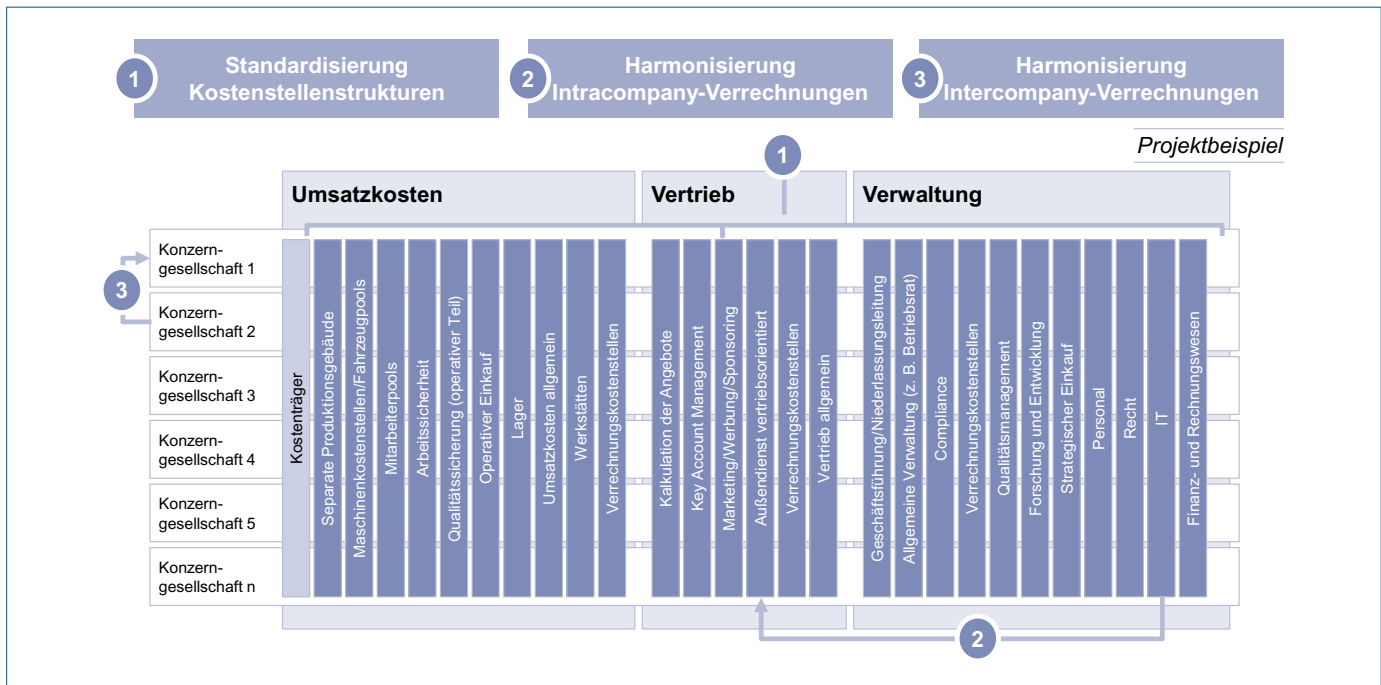 1
Standardisierung
Kostenstellenstrukturen
2
Harmonisierung
Intracompany-Verrechnungen
3
Harmonisierung
Intercompany-Verrechnungen
Projektbeispiel
1
Umsatzkosten
Vertrieb
Verwaltung
Konzern-
gesellschaft 1
3
Konzern-
gesellschaft 2
Konzern-
gesellschaft 3
Konzern-
gesellschaft 4
Konzern-
gesellschaft 5
Konzern-
gesellschaft n
Kostenträger
Separate Produktionsgebäude
Maschinenkostenstellen/Fahrzeugpools
Mitarbeiterpools
Arbeitssicherheit
Qualitätssicherung (operativer Teil)
Operativer Einkauf
Lager
Umsatzkosten allgemein
Werkstätten
Verrechnungskostenstellen
Kalkulation der Angebote
Key Account Management
Marketing/Werbung/Sponsoring
Außendienst vertriebsorientiert
Verrechnungskostenstellen
Vertrieb allgemein
Geschäftsführung/Niederlassungsleitung
Allgemeine Verwaltung (z. B. Betriebsrat)
Compliance
Verrechnungskostenstellen
Qualitätsmanagement
Forschung und Entwicklung
Strategischer Einkauf
Personal
Recht
IT
Finanz- und Rechnungswesen
2